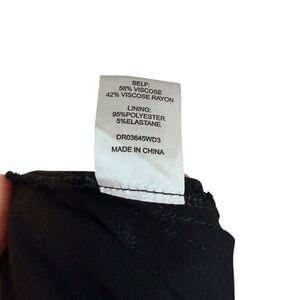 SELF:
58% VISCOSE
42% VISCOSE RAYON
LINING:
95%POLYESTER
5%ELASTANE
DR03645WD3
MADE IN CHINA